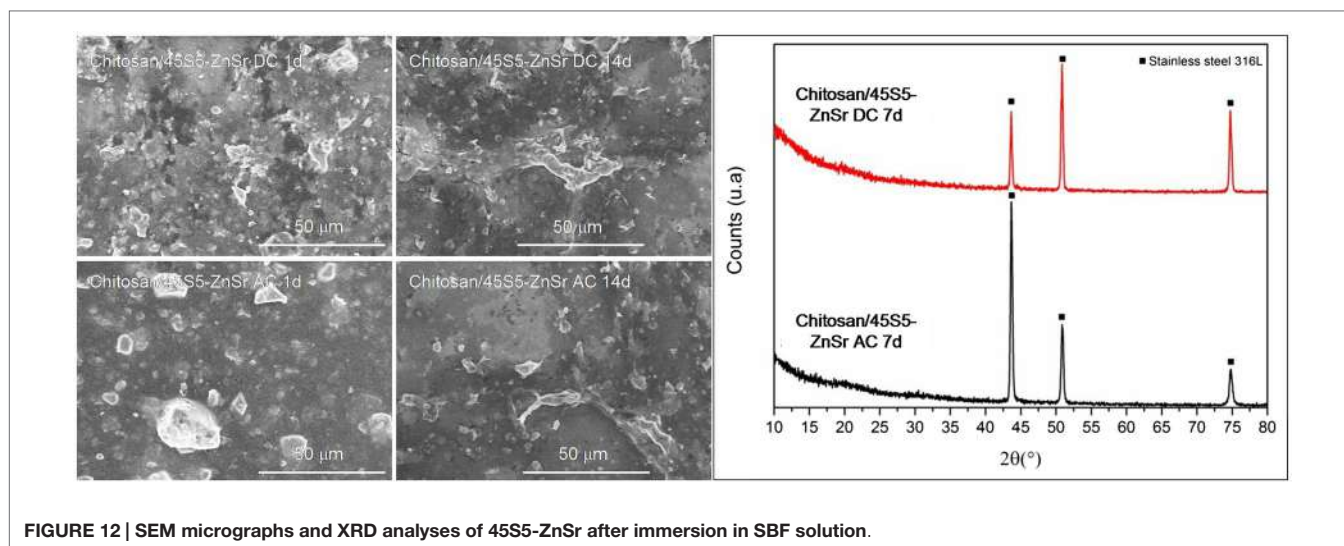 Chitosan/45S5-ZnSr DC 1d
50 μm
Chitosan/45S5-ZnSr DC 14d
50 μm
Chitosan/45S5-ZnSr AC 1d
50 μm
Chitosan/45S5-ZnSr AC 14d
50 μm
■ Stainless steel 316L
Chitosan/45S5-
ZnSr DC 7d
Chitosan/45S5-
ZnSr AC 7d
Counts (u.a)
10 15 20 25 30 35 40 45 50 55 60 65 70 75 80
2θ(°)
FIGURE 12 | SEM micrographs and XRD analyses of 45S5-ZnSr after immersion in SBF solution.